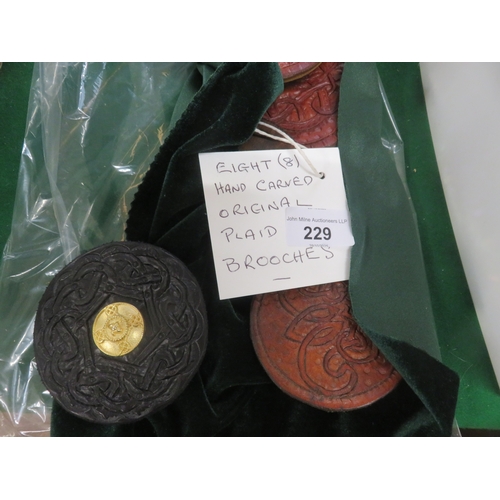 EIGHT (8)
HAND CARVED
ORIGINAL
PLAID
BROOCHES
John Milne Auctioneers LLP
229